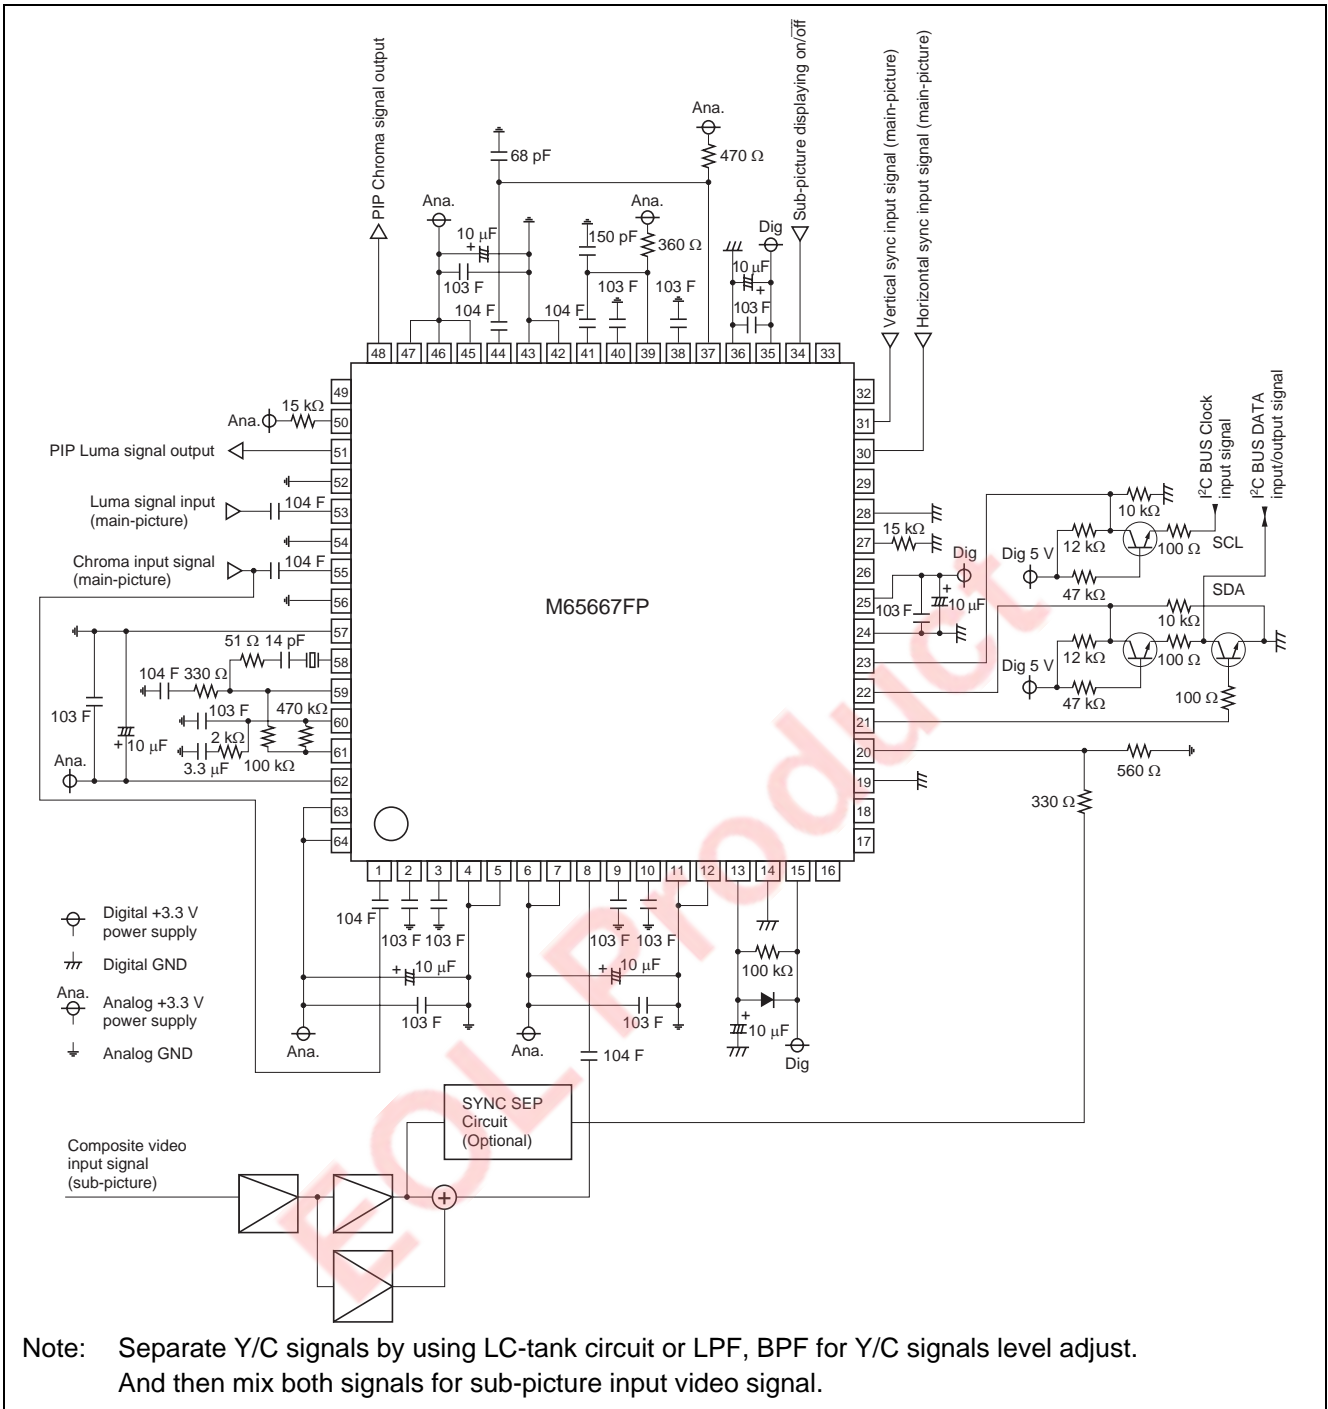 PIP Chroma signal output
Sub-picture displaying on/off
Vertical sync input signal (main-picture)
Horizontal sync input signal (main-picture)
Ana.
68 pF
470 Ω
Ana.
Ana.
Dig
10 µF
+
150 pF
360 Ω
10 µF
+
103 F
103 F
103 F
103 F
104 F
104 F
48 47 46 45 44 43 42 41 40 39 38 37 36 35 34 33
49
50
51
52
53
54
55
56
57
58
59
60
61
62
63
64
32
31
30
29
28
27
26
25
24
23
22
21
20
19
18
17
1 2 3 4 5 6 7 8 9 10 11 12 13 14 15 16
M65667FP
Ana.
15 kΩ
PIP Luma signal output
Luma signal input
(main-picture)
104 F
Chroma input signal
(main-picture)
104 F
51 Ω 14 pF
104 F 330 Ω
103 F
103 F
470 kΩ
+ 10 µF
2 kΩ
3.3 µF
100 kΩ
Ana.
I²C BUS Clock
input signal
I²C BUS DATA
input/output signal
10 kΩ
15 kΩ
Dig
Dig 5 V
12 kΩ
100 Ω
SCL
47 kΩ
103 F
+
10 µF
SDA
10 kΩ
Dig 5 V
12 kΩ
100 Ω
47 kΩ
100 Ω
560 Ω
330 Ω
104 F
103 F 103 F
103 F 103 F
+
10 µF
+
10 µF
103 F
103 F
100 kΩ
+
10 µF
Ana.
Ana.
Dig
104 F
Digital +3.3 V
power supply
Digital GND
Ana.
Analog +3.3 V
power supply
Analog GND
SYNC SEP
Circuit
(Optional)
Composite video
input signal
(sub-picture)
+
EOL Product
Note: Separate Y/C signals by using LC-tank circuit or LPF, BPF for Y/C signals level adjust.
And then mix both signals for sub-picture input video signal.